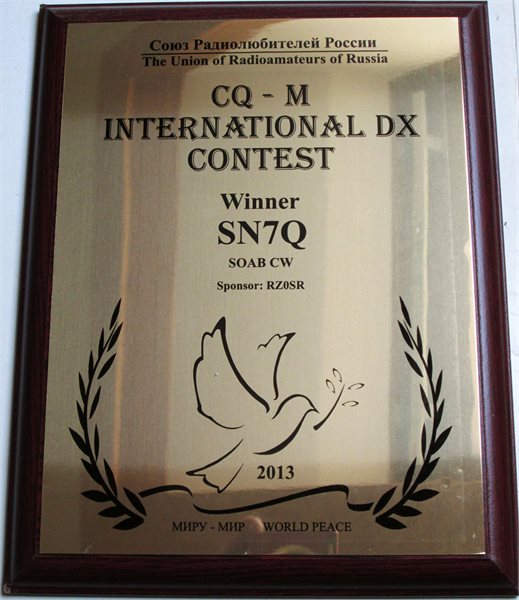 Союз Радиолюбителей России
The Union of Radioamateurs of Russia
CQ - M
INTERNATIONAL DX
CONTEST
Winner
SN7Q
SOAB CW
Sponsor: RZ0SR
2013
МИРУ - МИР WORLD PEACE